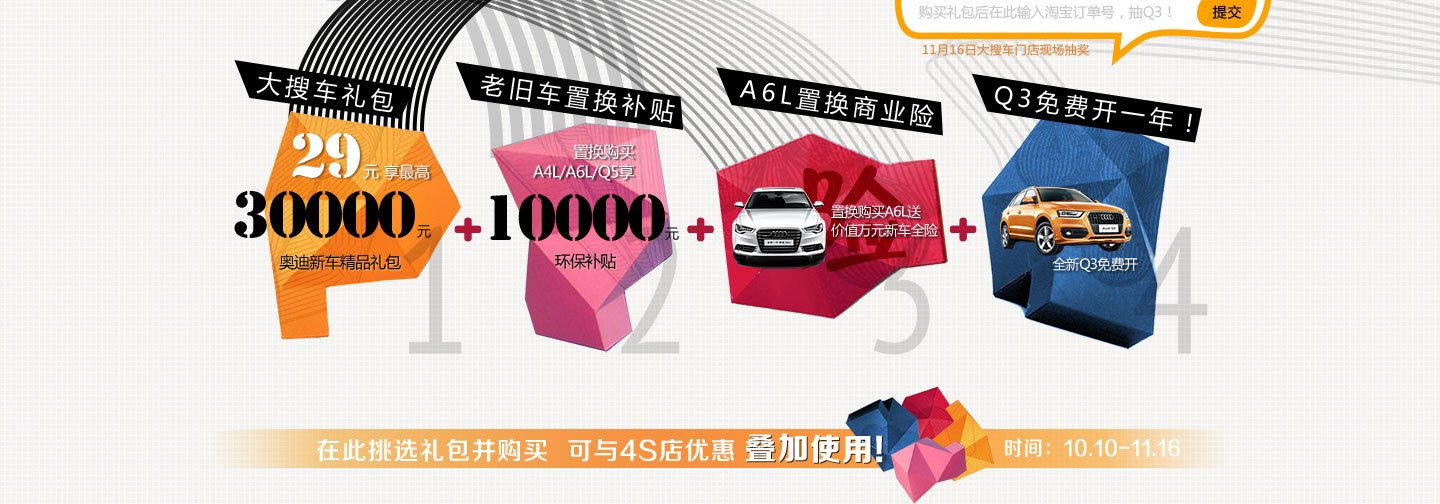 购买礼包后在此输入淘宝订单号，抽Q3！
提交
11月16日大搜车门店现场抽奖
大搜车礼包
29元 享最高
30000元
奥迪新车精品礼包
1
+
老旧车置换补贴
置换购买
A4L/A6L/Q5享
10000元
环保补贴
2
+
A6L置换商业险
险
置换购买A6L送
价值万元新车全险
3
+
Q3免费开一年！
全新Q3免费开
4
在此挑选礼包并购买 可与4S店优惠 叠加使用!
时间：10.10-11.16